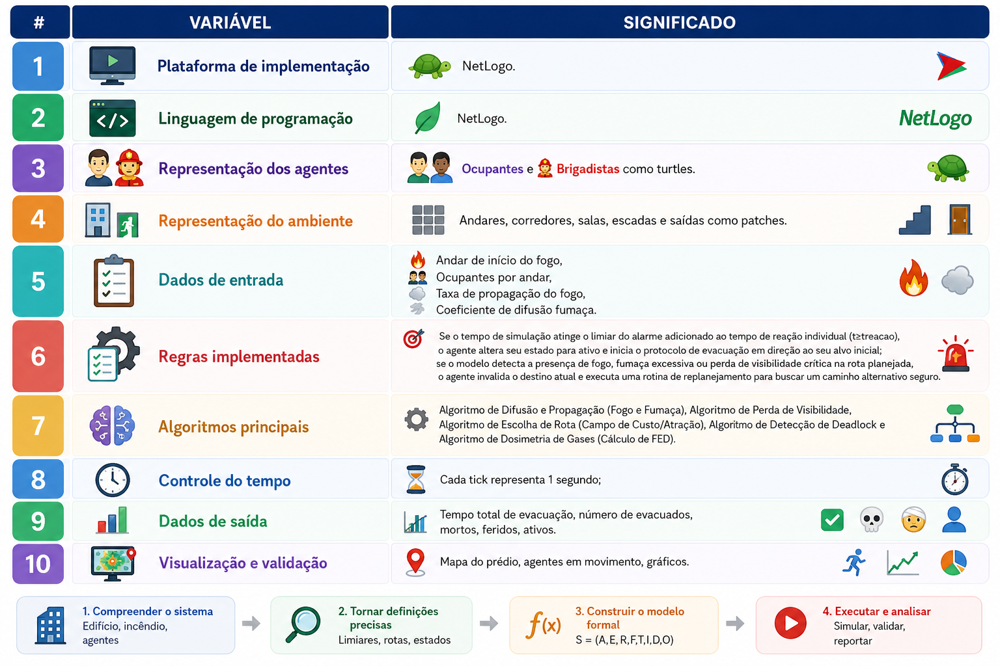 # VARIÁVEL SIGNIFICADO
1 Plataforma de implementação NetLogo.
2 Linguagem de programação NetLogo. NetLogo
</> 
3 Representação dos agentes Ocupantes e Brigadistas como turtles.
4 Representação do ambiente Andares, corredores, salas, escadas e saídas como patches.
5 Dados de entrada
Andar de início do fogo,
Ocupantes por andar,
Taxa de propagação do fogo,
Coeficiente de difusão fumaça.
6 Regras implementadas
Se o tempo de simulação atinge o limiar do alarme adicionado ao tempo de reação individual (t≥treacao),
o agente altera seu estado para ativo e inicia o protocolo de evacuação em direção ao seu alvo inicial;
se o modelo detecta a presença de fogo, fumaça excessiva ou perda de visibilidade crítica na rota planejada,
o agente invalida o destino atual e executa uma rotina de replanejamento para buscar um caminho alternativo seguro.
7 Algoritmos principais
Algoritmo de Difusão e Propagação (Fogo e Fumaça), Algoritmo de Perda de Visibilidade,
Algoritmo de Escolha de Rota (Campo de Custo/Atração), Algoritmo de Detecção de Deadlock e
Algoritmo de Dosimetria de Gases (Cálculo de FED).
8 Controle do tempo Cada tick representa 1 segundo;
9 Dados de saída
Tempo total de evacuação, número de evacuados,
mortos, feridos, ativos.
10 Visualização e validação Mapa do prédio, agentes em movimento, gráficos.
1. Compreender o sistema
Edifício, incêndio,
agentes
2. Tornar definições
precisas
Limiares, rotas, estados
f(x)
3. Construir o modelo
formal
S = (A,E,R,F,T,I,D,O)
4. Executar e analisar
Simular, validar,
reportar